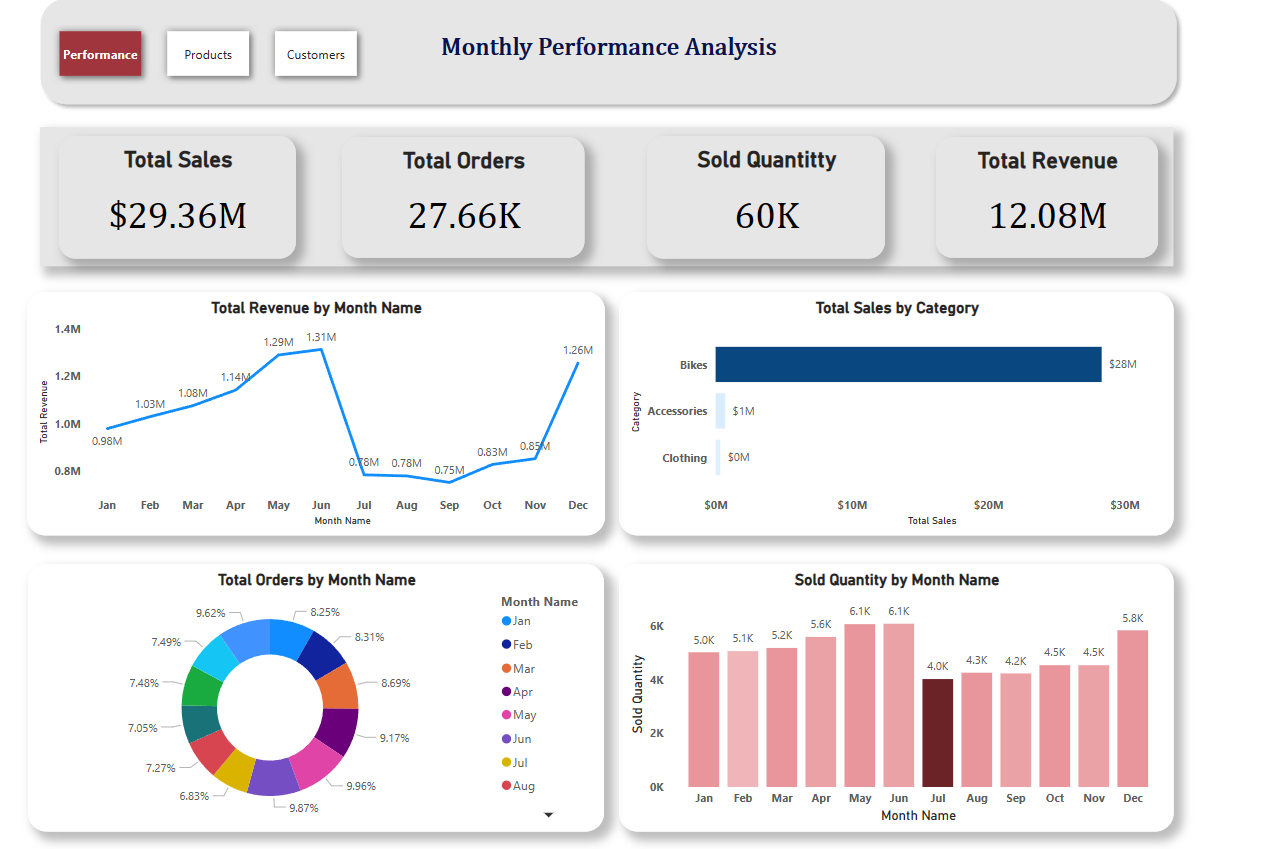 Performance
Products
Customers
Monthly Performance Analysis
Total Sales
$29.36M
Total Orders
27.66K
Sold Quantitty
60K
Total Revenue
12.08M
Total Revenue by Month Name
Total Revenue
1.4M
1.2M
1.0M
0.8M
0.98M
1.03M
1.08M
1.14M
1.29M
1.31M
0.78M
0.78M
0.75M
0.83M
0.85M
1.26M
Jan Feb Mar Apr May Jun Jul Aug Sep Oct Nov Dec
Month Name
Total Sales by Category
Category
Bikes $28M
Accessories $1M
Clothing $0M
$0M $10M $20M $30M
Total Sales
Total Orders by Month Name
8.25%
8.31%
8.69%
9.17%
9.96%
9.87%
6.83%
7.27%
7.05%
7.48%
7.49%
9.62%
Month Name
Jan
Feb
Mar
Apr
May
Jun
Jul
Aug
Sold Quantity by Month Name
Sold Quantity
6K
4K
2K
0K
5.0K
5.1K
5.2K
5.6K
6.1K
6.1K
4.0K
4.3K
4.2K
4.5K
4.5K
5.8K
Jan Feb Mar Apr May Jun Jul Aug Sep Oct Nov Dec
Month Name